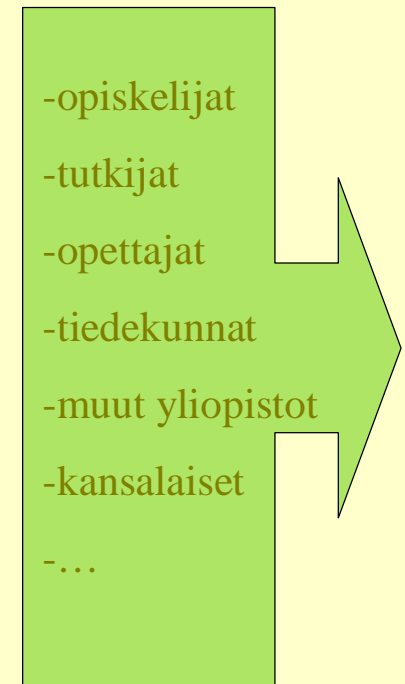 -opiskelijat
-tutkijat
-opettajat
-tiedekunnat
-muut yliopistot
-kansalaiset
-…